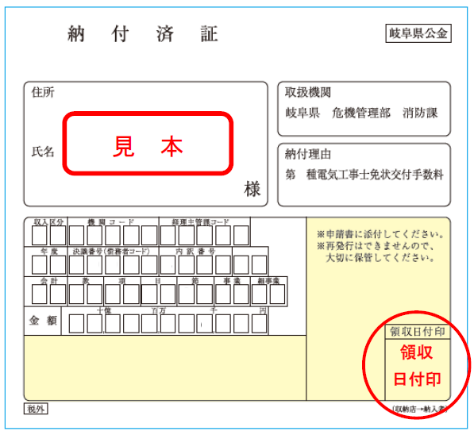 納付済証
岐阜県公金
住所
氏名
見本
様
取扱機関
岐阜県 危機管理部 消防課
納付理由
第 種電気工事士免状交付手数料
収入区分 機関コード 経理主管課コード
年度 決議番号(債務者コード) 内訳番号
会計 款 項 目 節 事業 細事業
金額 十億 百万 千 円
※申請書に添付してください。
※再発行はできませんので、
大切に保管してください。
領収日付印
領収
日付印
税外
(収納店→納入者)